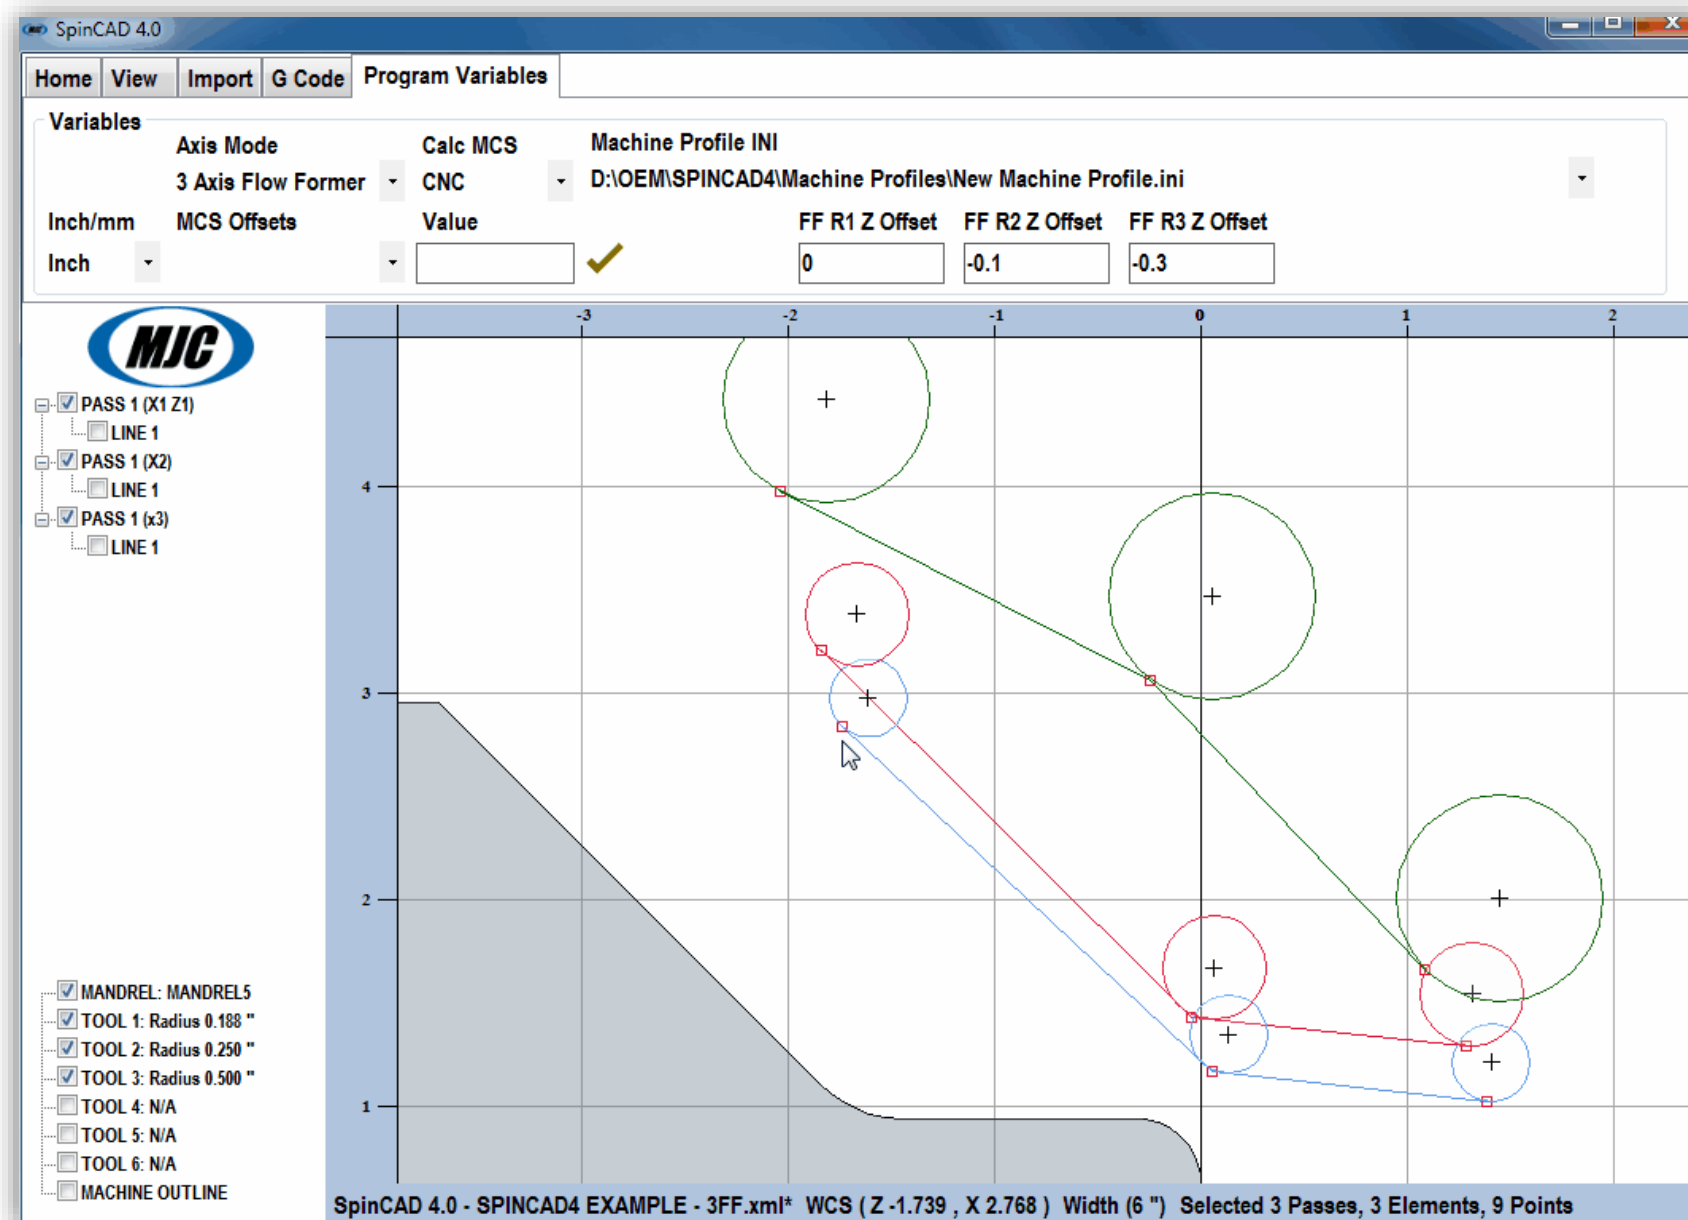 SpinCAD 4.0
Home View Import G Code Program Variables
Variables
Axis Mode Calc MCS Machine Profile INI
3 Axis Flow Former CNC D:\OEM\SPINCAD4\Machine Profiles\New Machine Profile.ini
Inch/mm MCS Offsets Value FF R1 Z Offset FF R2 Z Offset FF R3 Z Offset
Inch 0 -0.1 -0.3
MJC
-3 -2 -1 0 1 2
PASS 1 (X1 Z1)
LINE 1
PASS 1 (X2)
LINE 1
PASS 1 (x3)
LINE 1
4
3
2
1
MANDREL: MANDREL5
TOOL 1: Radius 0.188 "
TOOL 2: Radius 0.250 "
TOOL 3: Radius 0.500 "
TOOL 4: N/A
TOOL 5: N/A
TOOL 6: N/A
MACHINE OUTLINE
SpinCAD 4.0 - SPINCAD4 EXAMPLE - 3FF.xml* WCS ( Z -1.739 , X 2.768 ) Width (6 ") Selected 3 Passes, 3 Elements, 9 Points